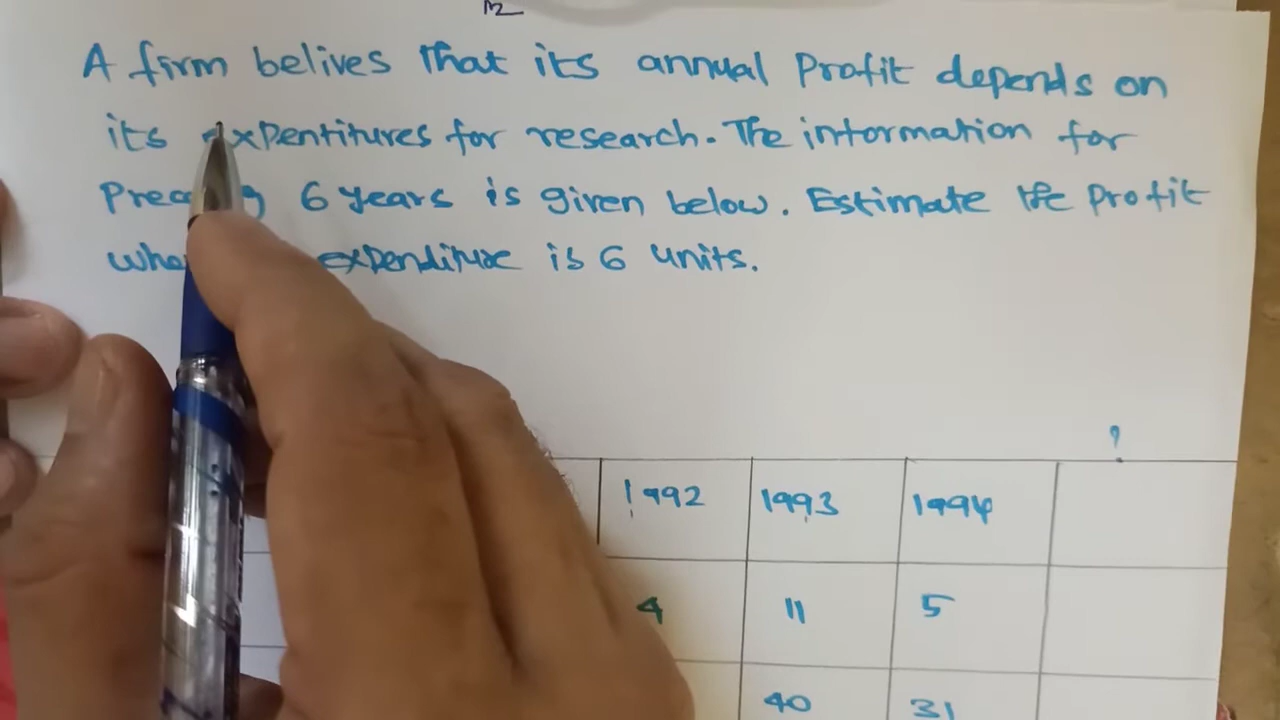 A firm belives that its annual Profit depends on
its expentitures for research. The information for
6 years is given below. Estimate the Profit
expenditure is 6 units.
?
1992 1993 1994
4 11 5
40 31